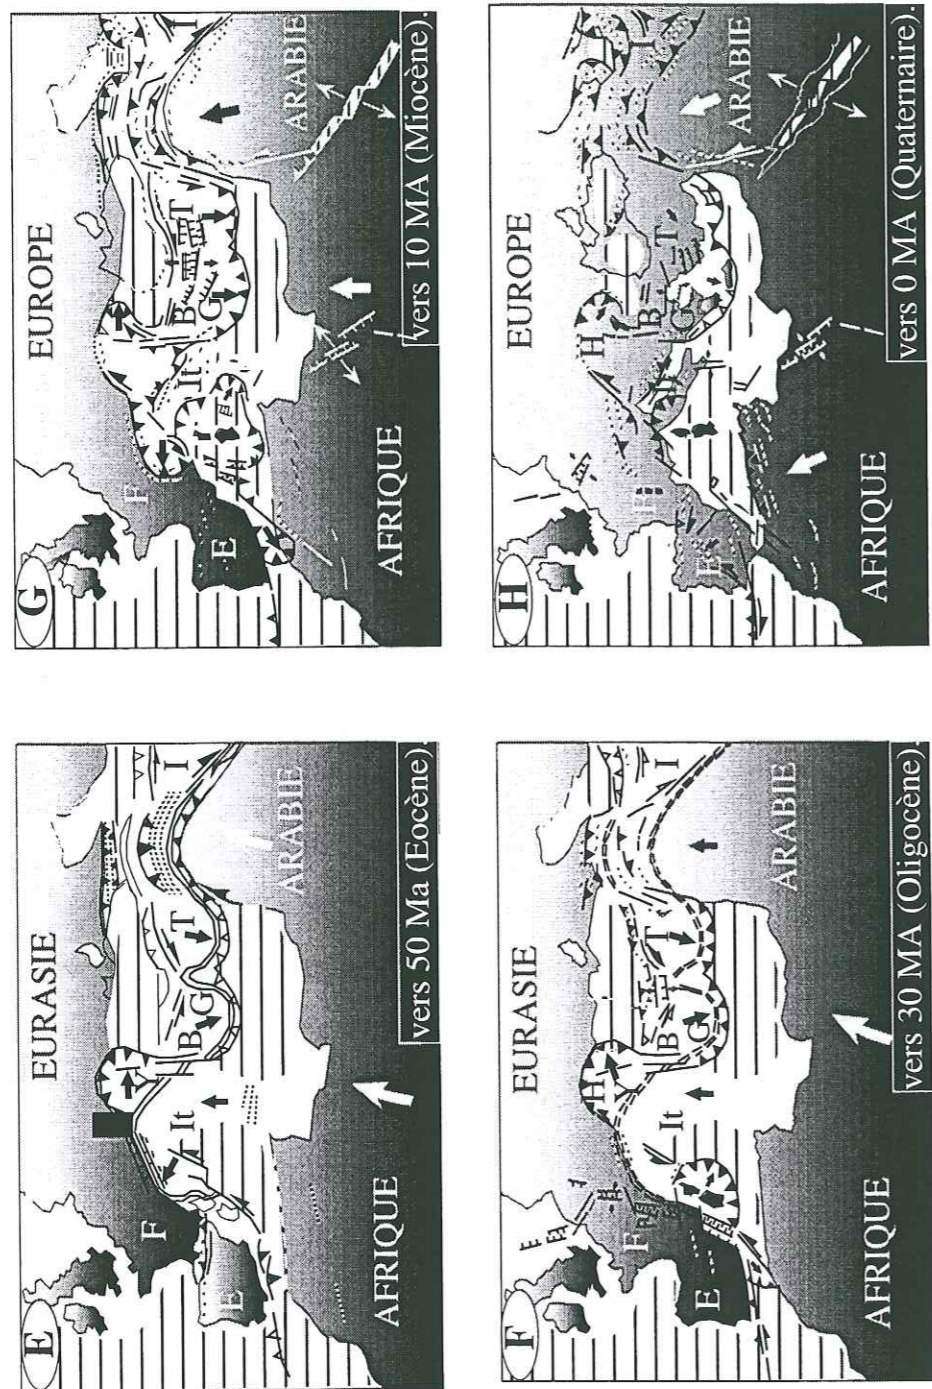 E
EURASIE
F
E
It
B
G
T
I
ARABIE
AFRIQUE
vers 50 Ma (Eocène).
F
EURASIE
F
H
E
It
B
G
T
I
ARABIE
AFRIQUE
vers 30 MA (Oligocène).
G
EUROPE
F
E
It
B
G
T
I
ARABIE
AFRIQUE
vers 10 MA (Miocène).
H
EUROPE
H
F
E
It
B
G
T
I
ARABIE
AFRIQUE
vers 0 MA (Quaternaire).